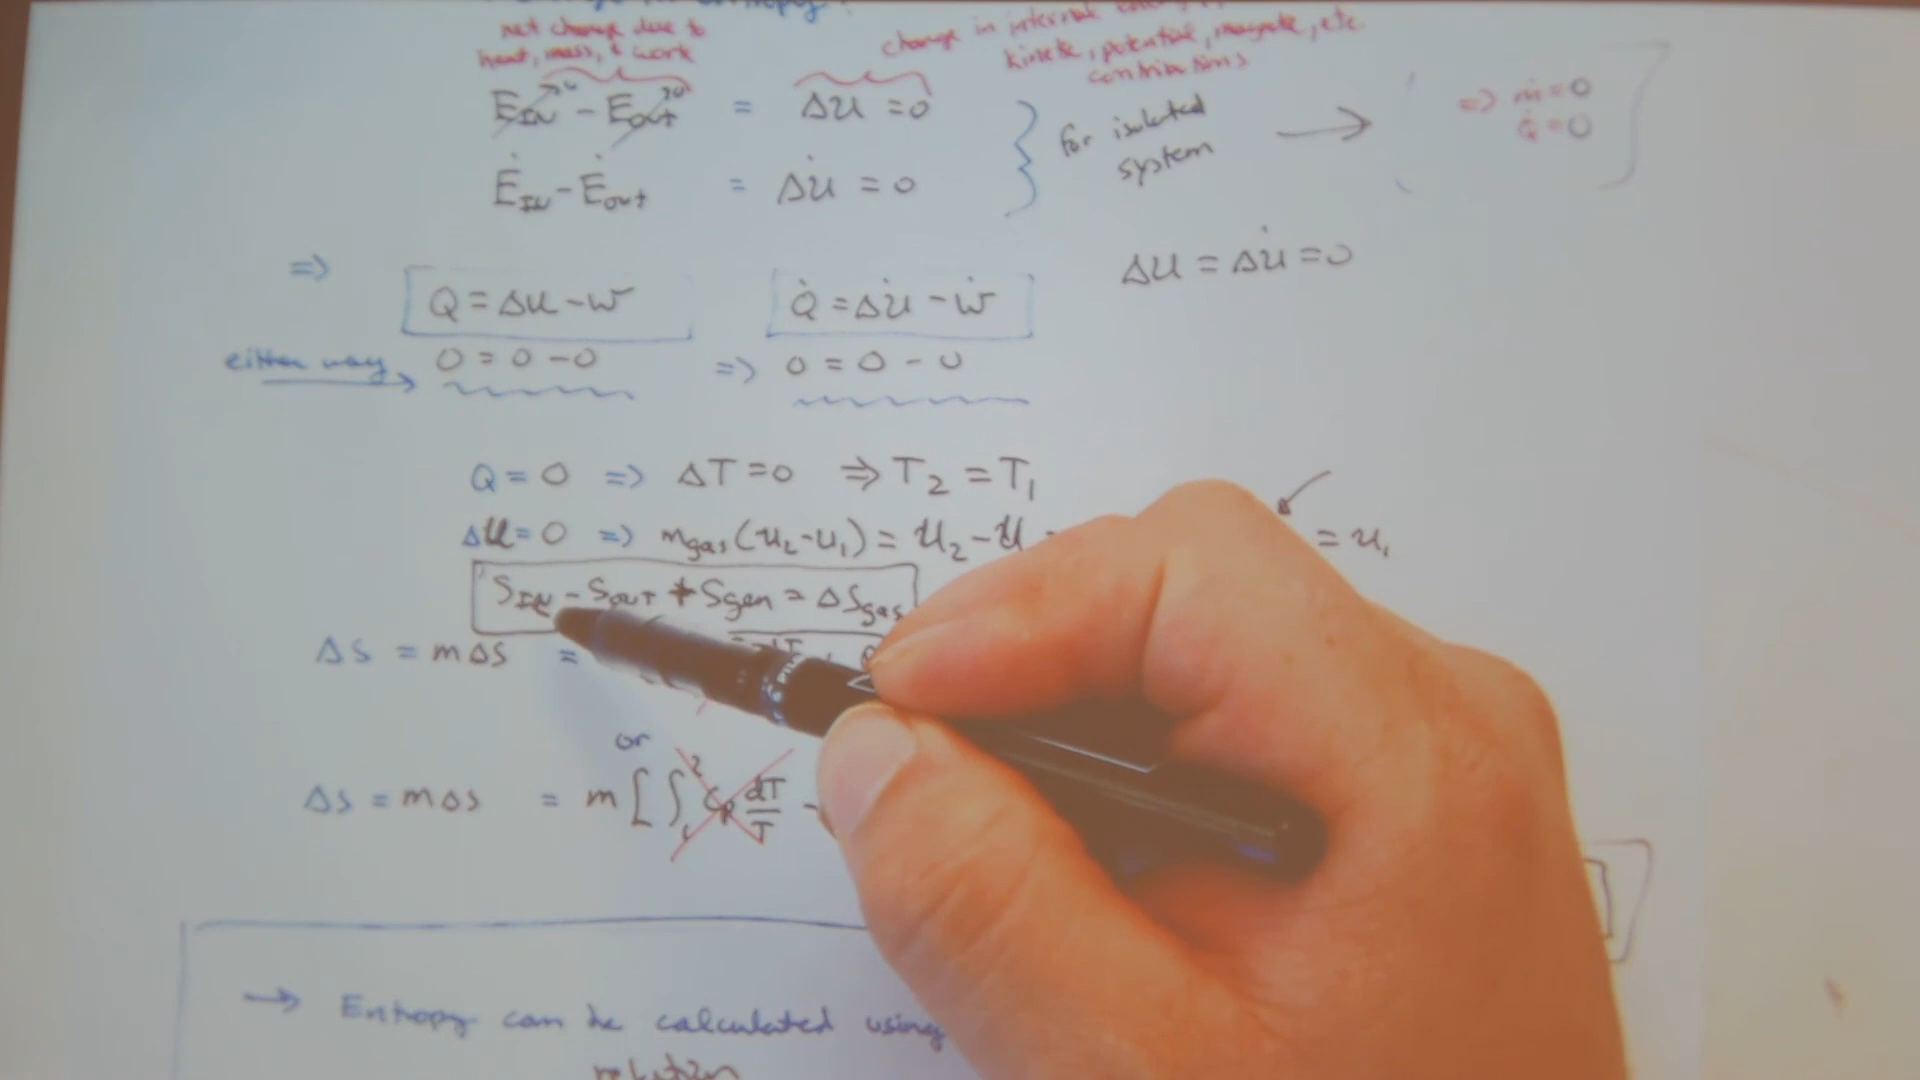 net change due to
heat, mass, & work
change in internal
kinetic, potential, magnetic, etc.
contributions
E_IN - E_OUT = ΔU = 0
Ė_IN - Ė_OUT = ΔU̇ = 0
for isolated
system
=> ṁ = 0
Q̇ = 0
ΔU = ΔU̇ = 0
=> Q = ΔU - W
Q̇ = ΔU̇ - Ẇ
either way 0 = 0 - 0 => 0 = 0 - 0
Q = 0 => ΔT = 0 => T₂ = T₁
ΔU = 0 => m_gas (u₂ - u₁) = U₂ - U = u₁
S_IN - S_OUT + S_gen = ΔS_gas
ΔS = mΔs =
or
ΔS = mΔs = m [ ∫₁² Cp dT/T -
→ Entropy can be calculated using
relation